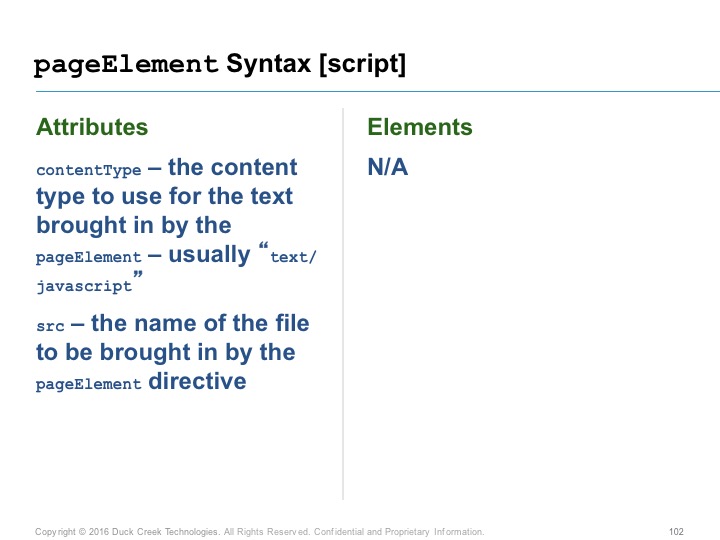 pageElement Syntax [script]
Attributes
contentType – the content
type to use for the text
brought in by the
pageElement – usually “text/
javascript”
src – the name of the file
to be brought in by the
pageElement directive
Elements
N/A
Copyright © 2016 Duck Creek Technologies. All Rights Reserved. Confidential and Proprietary Information.
102